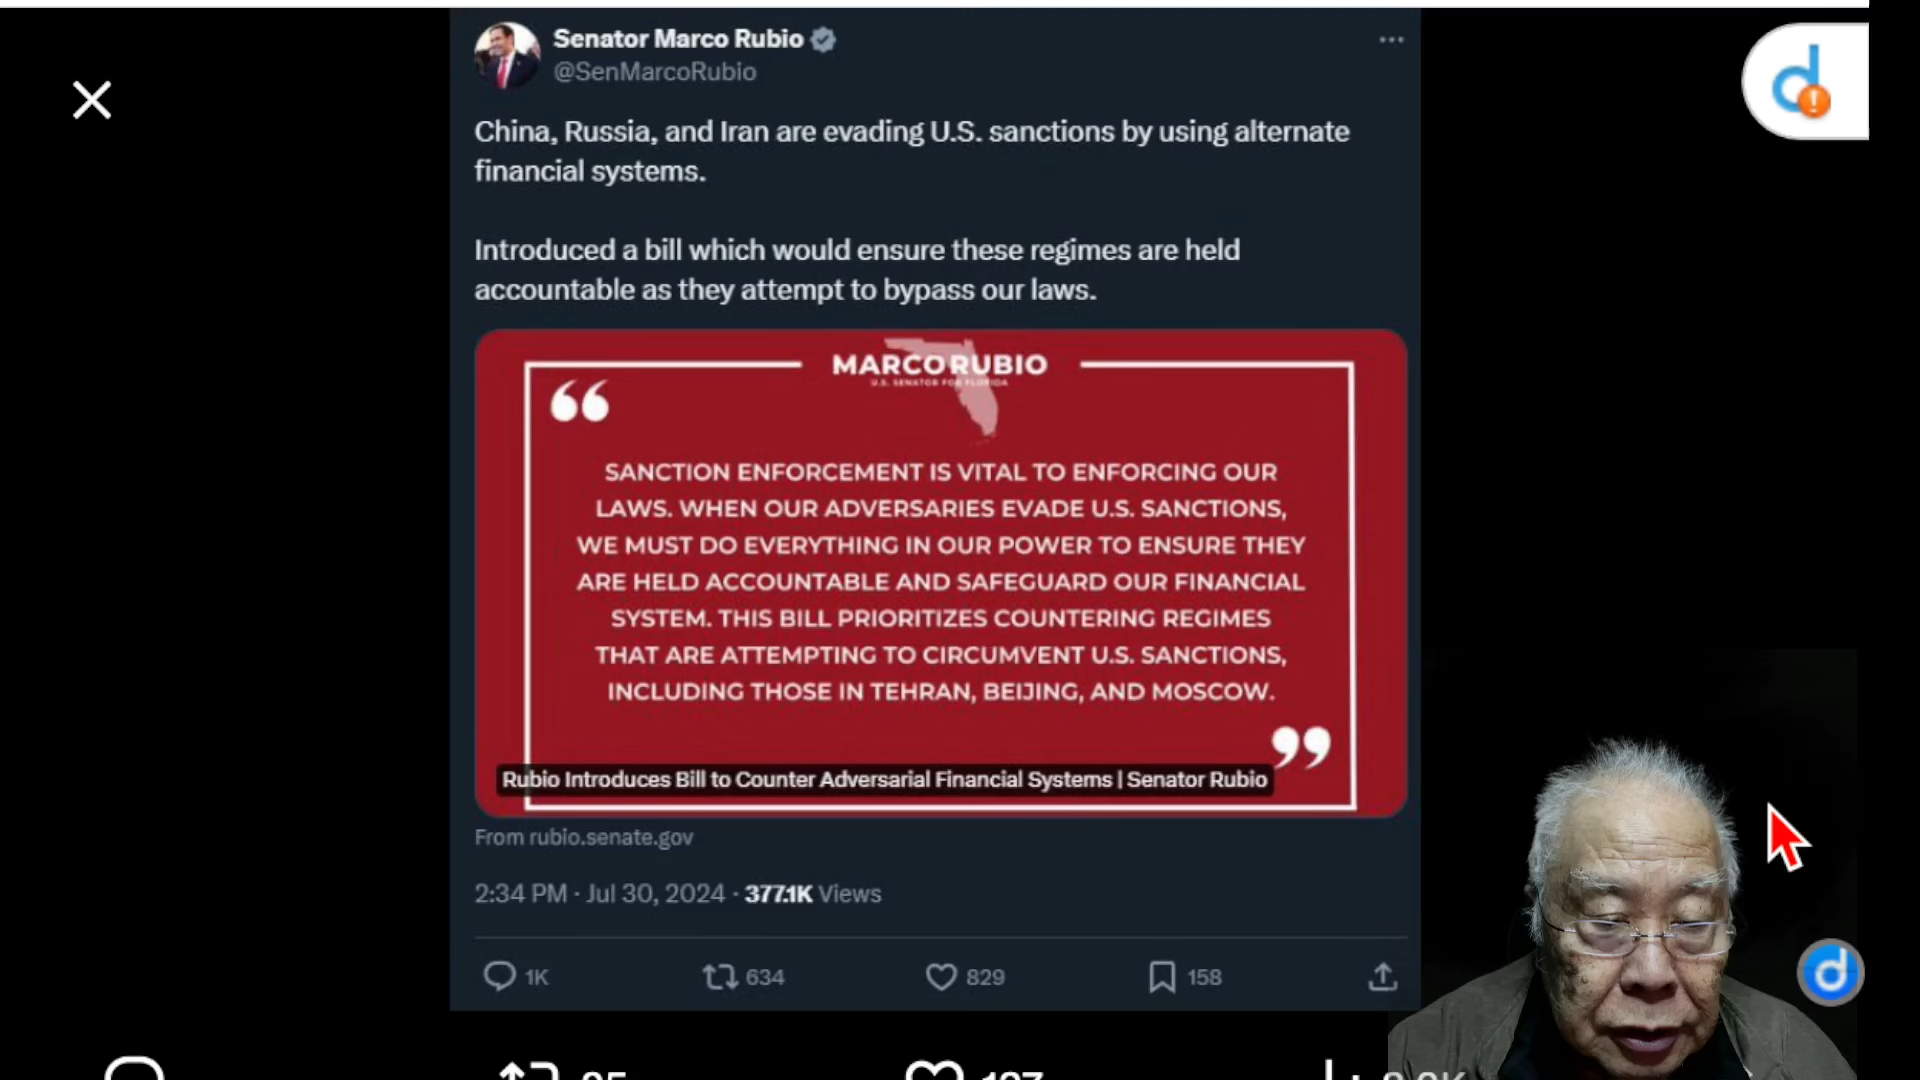 Senator Marco Rubio
@SenMarcoRubio
China, Russia, and Iran are evading U.S. sanctions by using alternate
financial systems.
Introduced a bill which would ensure these regimes are held
accountable as they attempt to bypass our laws.
MARCO RUBIO
U.S. SENATOR FOR FLORIDA
SANCTION ENFORCEMENT IS VITAL TO ENFORCING OUR
LAWS. WHEN OUR ADVERSARIES EVADE U.S. SANCTIONS,
WE MUST DO EVERYTHING IN OUR POWER TO ENSURE THEY
ARE HELD ACCOUNTABLE AND SAFEGUARD OUR FINANCIAL
SYSTEM. THIS BILL PRIORITIZES COUNTERING REGIMES
THAT ARE ATTEMPTING TO CIRCUMVENT U.S. SANCTIONS,
INCLUDING THOSE IN TEHRAN, BEIJING, AND MOSCOW.
Rubio Introduces Bill to Counter Adversarial Financial Systems | Senator Rubio
From rubio.senate.gov
2:34 PM · Jul 30, 2024 · 377.1K Views
1K 634 829 158